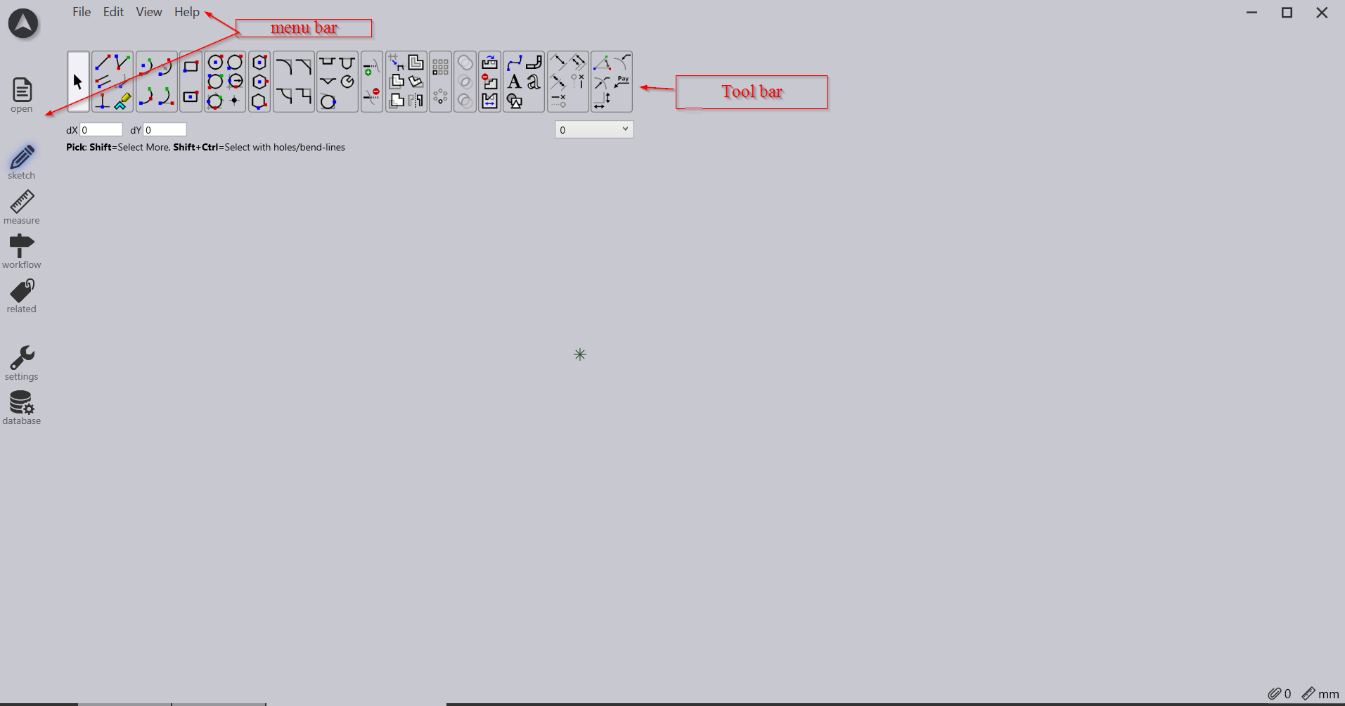 File Edit View Help
menu bar
Tool bar
A a
Pay
open
dX 0 dY 0 0
Pick: Shift=Select More, Shift+Ctrl=Select with holes/bend-lines
sketch
measure
workflow
related
settings
database
0 mm